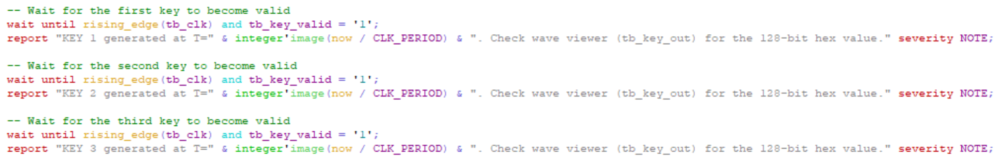 -- Wait for the first key to become valid
wait until rising_edge(tb_clk) and tb_key_valid = '1';
report "KEY 1 generated at T=" & integer'image(now / CLK_PERIOD) & ". Check wave viewer (tb_key_out) for the 128-bit hex value." severity NOTE;
-- Wait for the second key to become valid
wait until rising_edge(tb_clk) and tb_key_valid = '1';
report "KEY 2 generated at T=" & integer'image(now / CLK_PERIOD) & ". Check wave viewer (tb_key_out) for the 128-bit hex value." severity NOTE;
-- Wait for the third key to become valid
wait until rising_edge(tb_clk) and tb_key_valid = '1';
report "KEY 3 generated at T=" & integer'image(now / CLK_PERIOD) & ". Check wave viewer (tb_key_out) for the 128-bit hex value." severity NOTE;